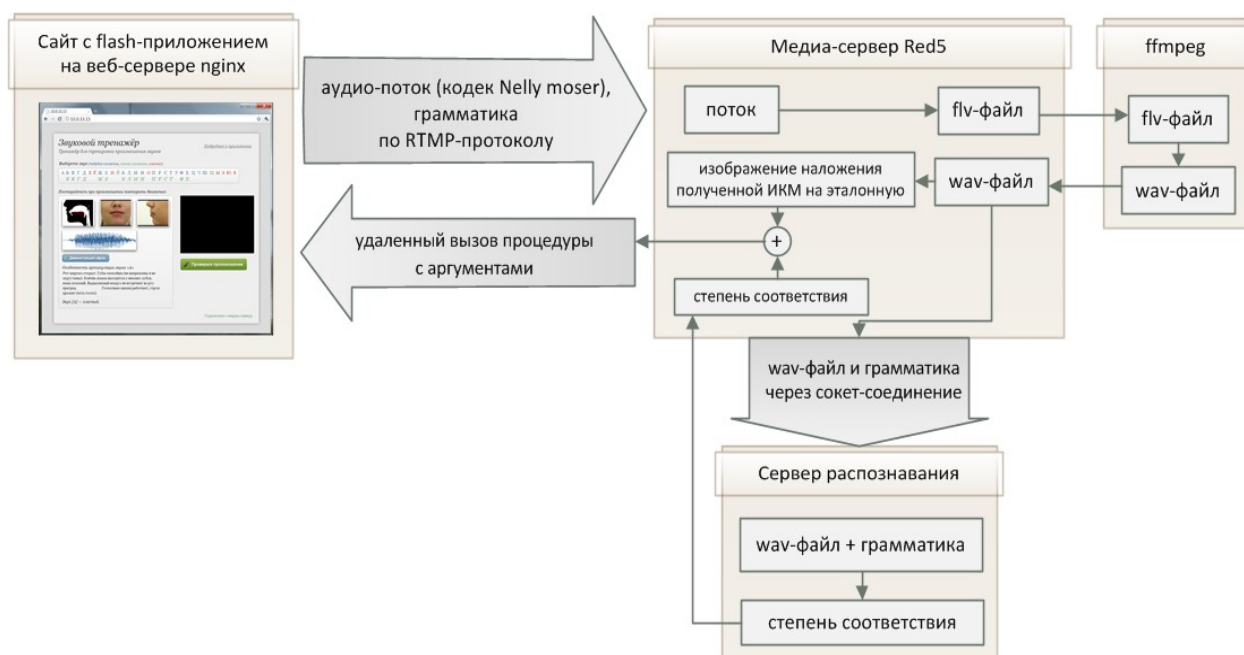 Сайт с flash-приложением
на веб-сервере nginx
Звуковой тренажёр
аудио-поток (кодек Nelly moser),
грамматика
по RTMP-протоколу
удаленный вызов процедуры
с аргументами
Медиа-сервер Red5
поток
flv-файл
изображение наложения
полученной ИКМ на эталонную
wav-файл
+
степень соответствия
ffmpeg
flv-файл
wav-файл
wav-файл и грамматика
через сокет-соединение
Сервер распознавания
wav-файл + грамматика
степень соответствия